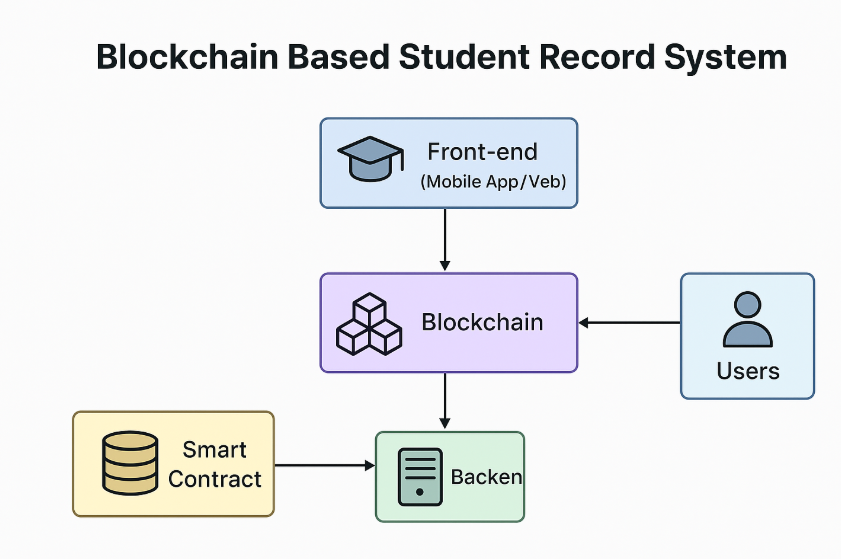 Blockchain Based Student Record System
Front-end
(Mobile App/Veb)
Blockchain
Users
Smart
Contract
Backen